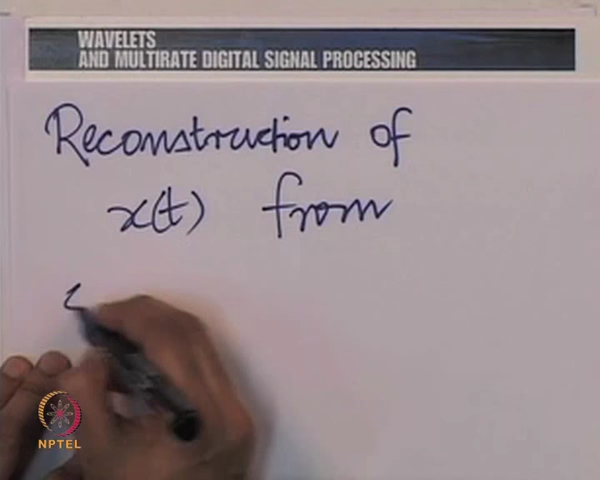 WAVELETS
AND MULTIRATE DIGITAL SIGNAL PROCESSING
Reconstruction of
x(t) from
NPTEL